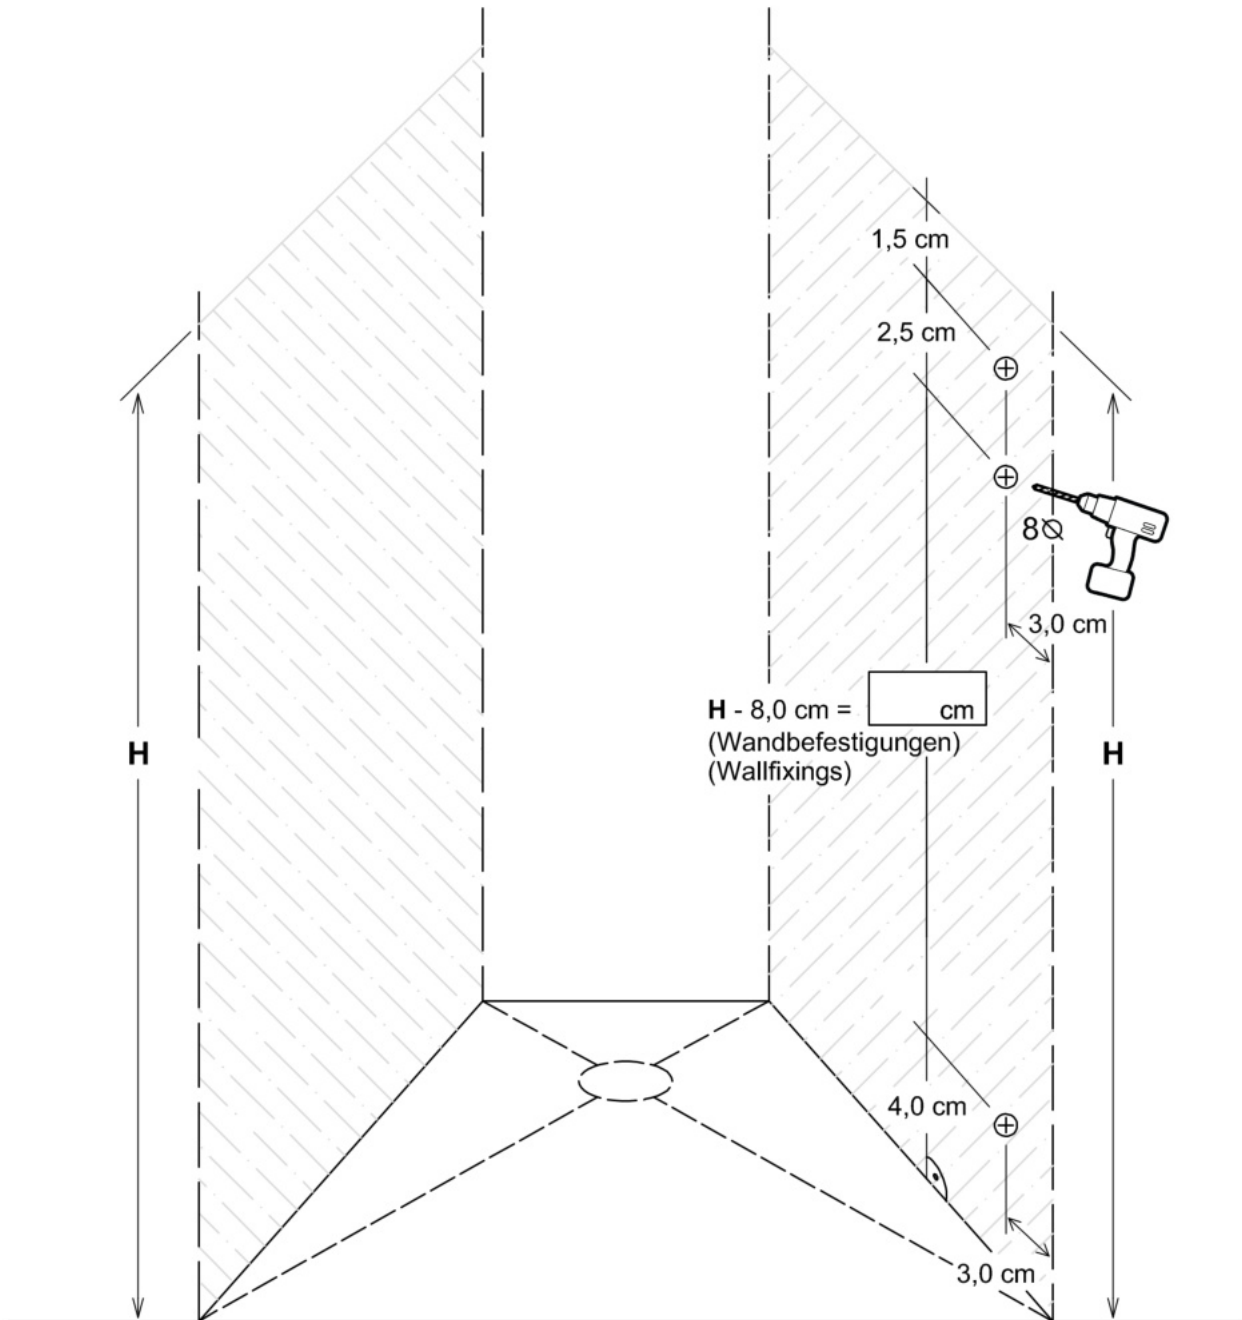 1,5 cm
2,5 cm
8∅
3,0 cm
H - 8,0 cm =
cm
(Wandbefestigungen)
(Wallfixings)
H
H
4,0 cm
3,0 cm